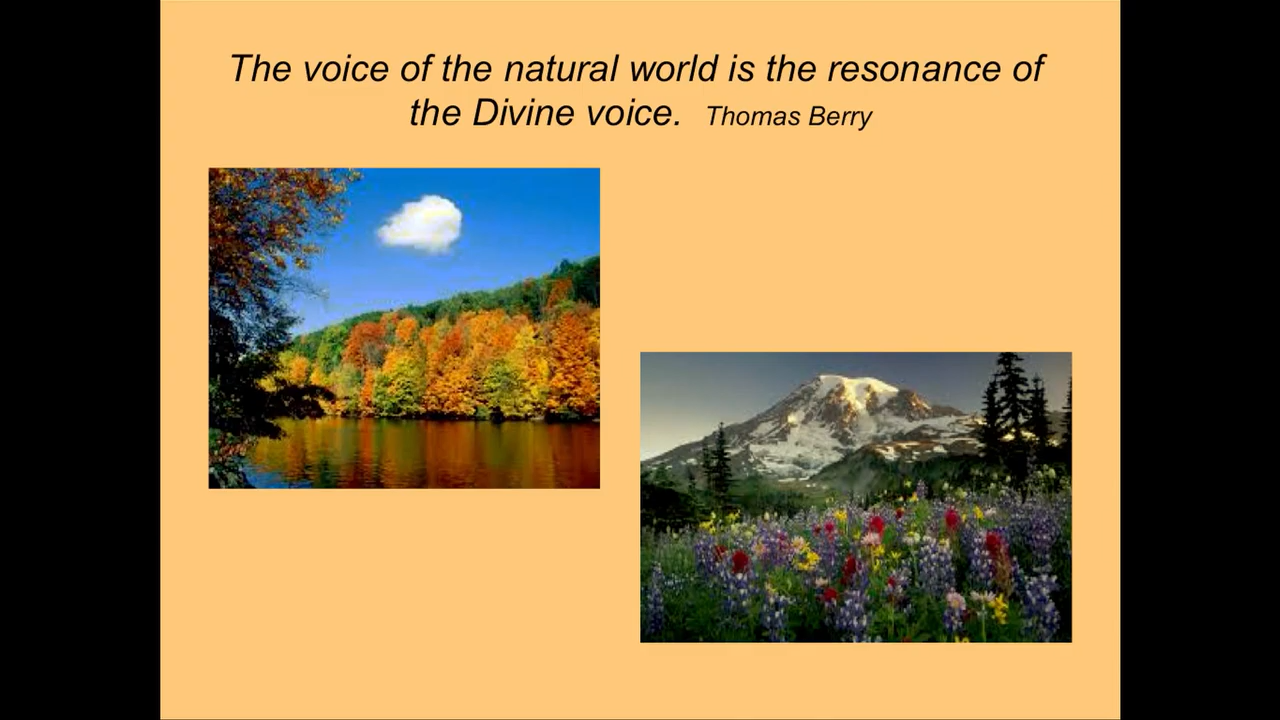 The voice of the natural world is the resonance of
the Divine voice. Thomas Berry